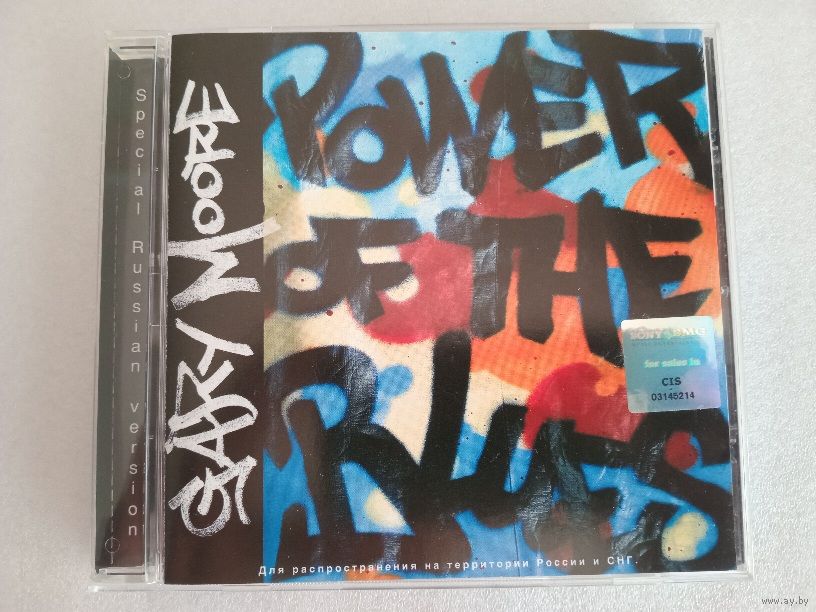 Special Russian version
GARY MOORE
POWER
OF THE
BLUES
SONY BMG
for sales in
CIS
03145214
Для распространения на территории России и СНГ.
www.ay.by